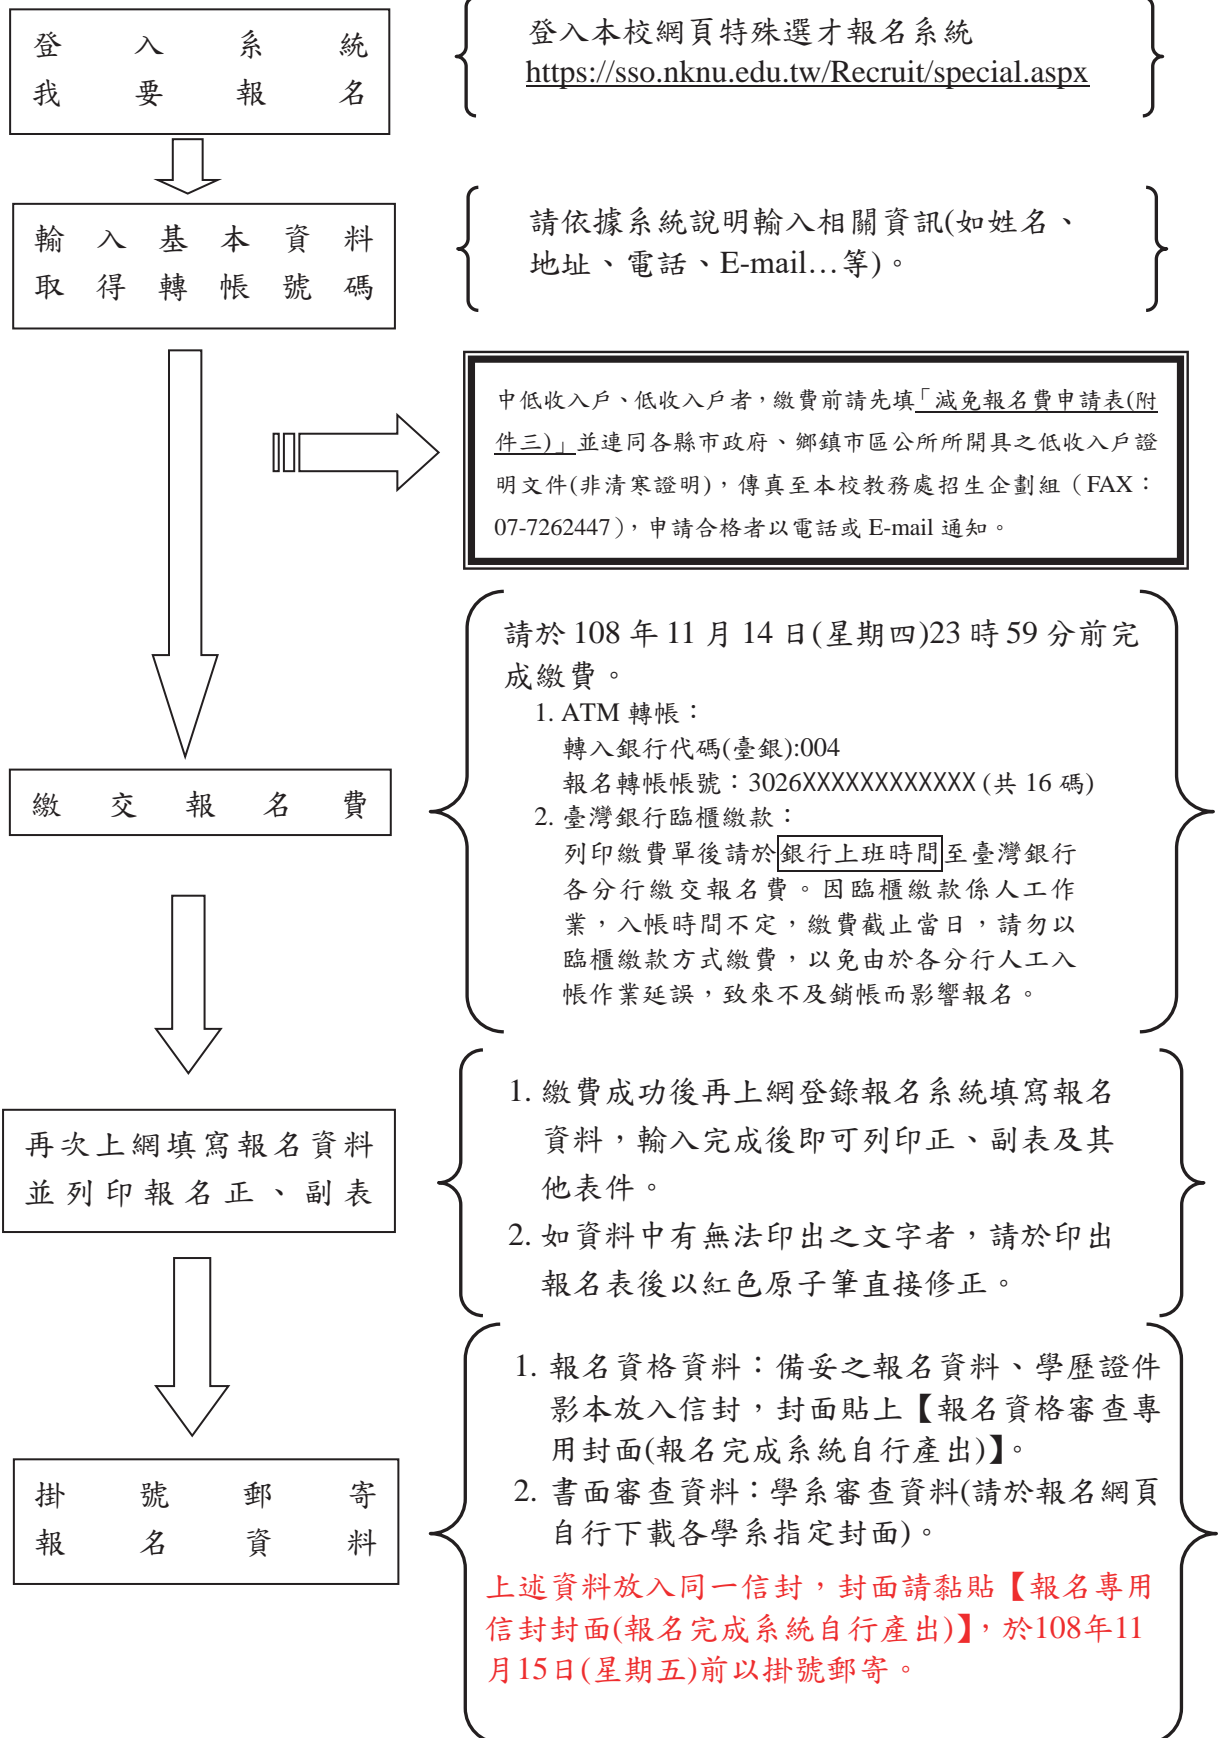 登入系統
我要報名
登入本校網頁特殊選才報名系統
https://sso.nknu.edu.tw/Recruit/special.aspx
輸入基本資料
取得轉帳號碼
請依據系統說明輸入相關資訊(如姓名、
地址、電話、E-mail…等)。
中低收入戶、低收入戶者，繳費前請先填「減免報名費申請表(附
件三)」並連同各縣市政府、鄉鎮市區公所所開具之低收入戶證
明文件(非清寒證明)，傳真至本校教務處招生企劃組（FAX：
07-7262447），申請合格者以電話或 E-mail 通知。
繳交報名費
請於 108 年 11 月 14 日(星期四)23 時 59 分前完
成繳費。
1. ATM 轉帳：
轉入銀行代碼(臺銀):004
報名轉帳帳號：3026XXXXXXXXXXXX (共 16 碼)
2. 臺灣銀行臨櫃繳款：
列印繳費單後請於銀行上班時間至臺灣銀行
各分行繳交報名費。因臨櫃繳款係人工作
業，入帳時間不定，繳費截止當日，請勿以
臨櫃繳款方式繳費，以免由於各分行人工入
帳作業延誤，致來不及銷帳而影響報名。
再次上網填寫報名資料
並列印報名正、副表
1. 繳費成功後再上網登錄報名系統填寫報名
資料，輸入完成後即可列印正、副表及其
他表件。
2. 如資料中有無法印出之文字者，請於印出
報名表後以紅色原子筆直接修正。
掛號郵寄
報名資料
1. 報名資格資料：備妥之報名資料、學歷證件
影本放入信封，封面貼上【報名資格審查專
用封面(報名完成系統自行產出)】。
2. 書面審查資料：學系審查資料(請於報名網頁
自行下載各學系指定封面)。
上述資料放入同一信封，封面請黏貼【報名專用
信封封面(報名完成系統自行產出)】，於108年11
月15日(星期五)前以掛號郵寄。